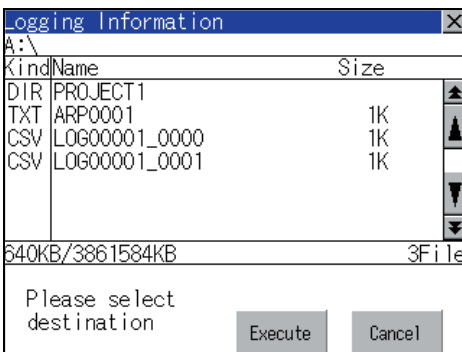 Logging Information
A:\
Kind Name Size
DIR PROJECT1
TXT ARP0001 1K
CSV LOG00001_0000 1K
CSV LOG00001_0001 1K
640KB/3861584KB 3File
Please select
destination
Execute Cancel